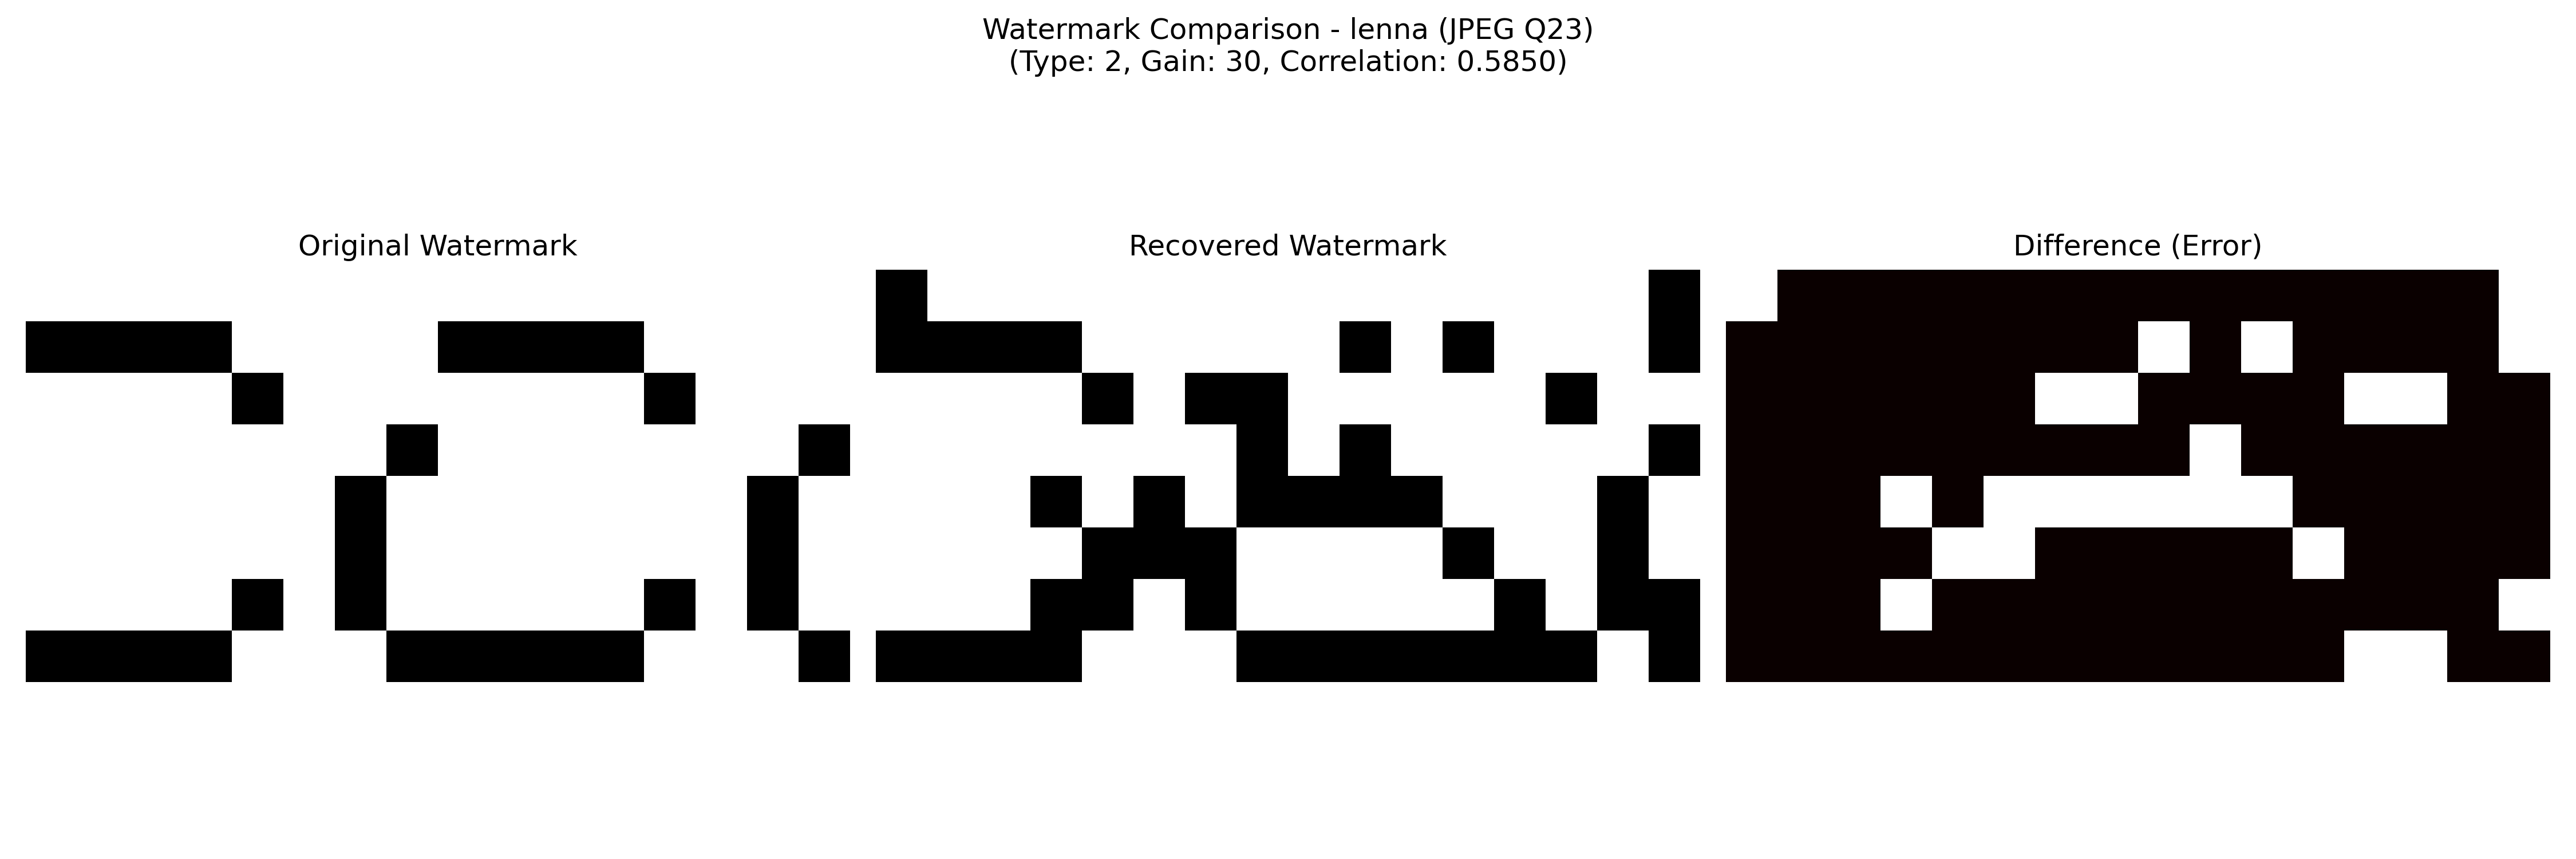 Watermark Comparison - lenna (JPEG Q23)
(Type: 2, Gain: 30, Correlation: 0.5850)
Original Watermark
Recovered Watermark
Difference (Error)